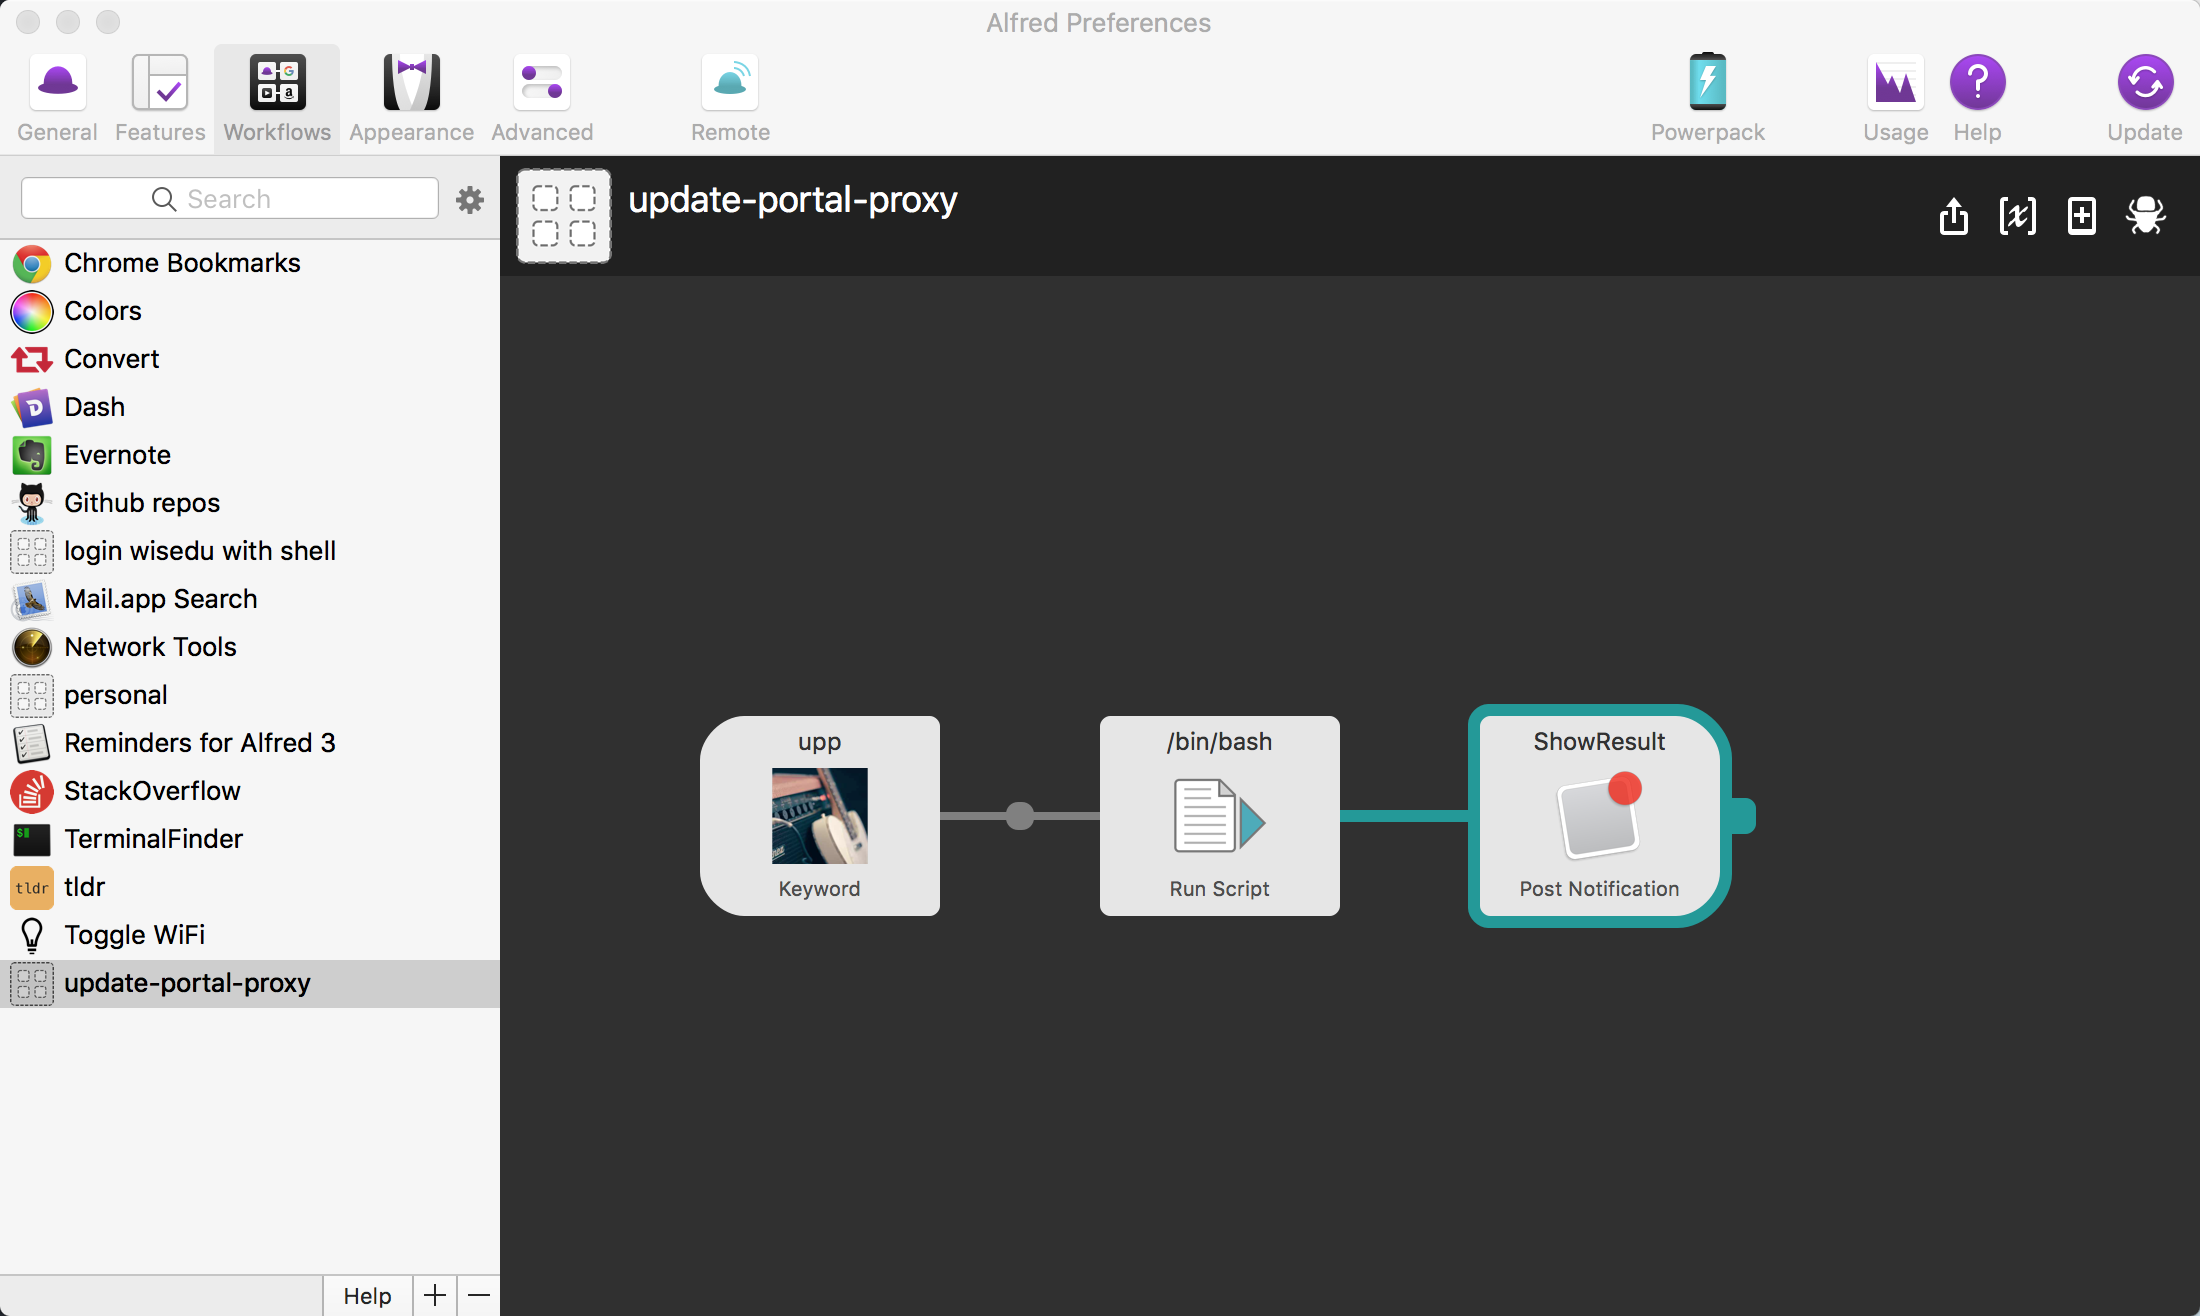 Alfred Preferences
General
Features
Workflows
Appearance
Advanced
Remote
Powerpack
Usage
Help
Update
Search
update-portal-proxy
Chrome Bookmarks
Colors
Convert
Dash
Evernote
Github repos
login wisedu with shell
Mail.app Search
Network Tools
personal
Reminders for Alfred 3
StackOverflow
TerminalFinder
tldr tldr
Toggle WiFi
update-portal-proxy
upp
Keyword
/bin/bash
Run Script
ShowResult
Post Notification
Help